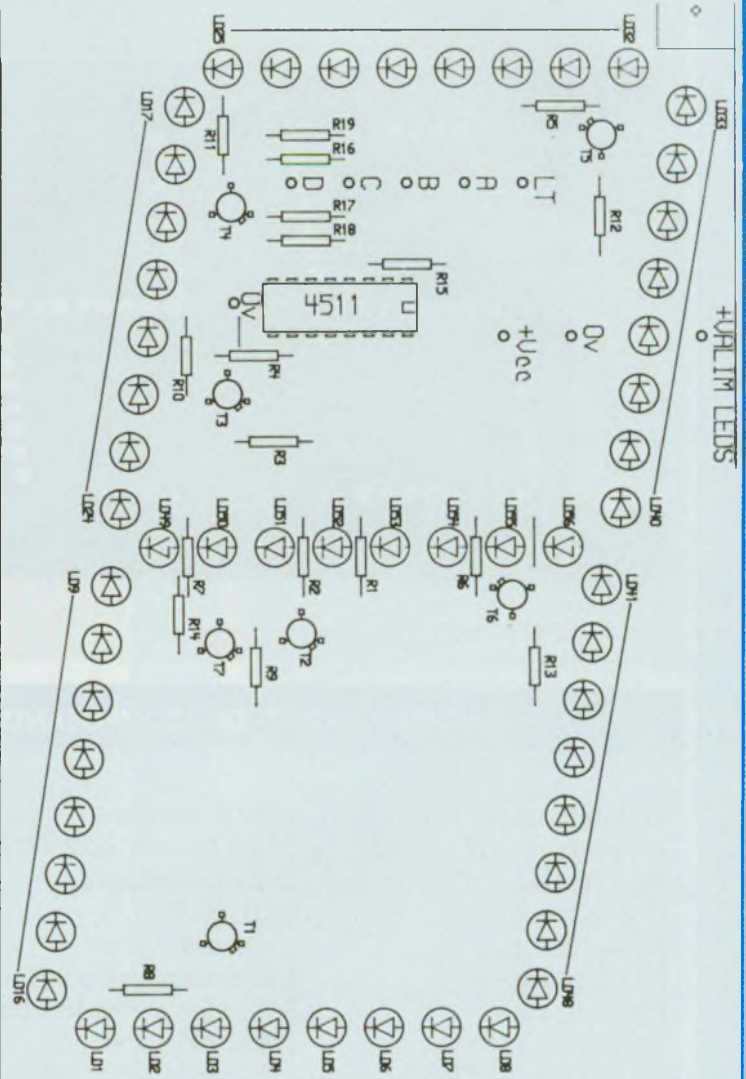 LD25
LD32
LD17
LD33
R11
R19
R16
R5
T5
D
C
B
A
LT
T4
R17
R18
R12
R15
0V
4511
+Vcc
0V
+VALIM LEDS
R10
R4
T3
R3
LD24
LD49
LD50
LD51
LD52
LD53
LD54
LD55
LD56
LD40
LD9
R7
R2
R1
R6
LD41
R14
T7
T2
T6
R9
R13
T1
LD16
R8
LD48
LD1
LD2
LD3
LD4
LD5
LD6
LD7
LD8